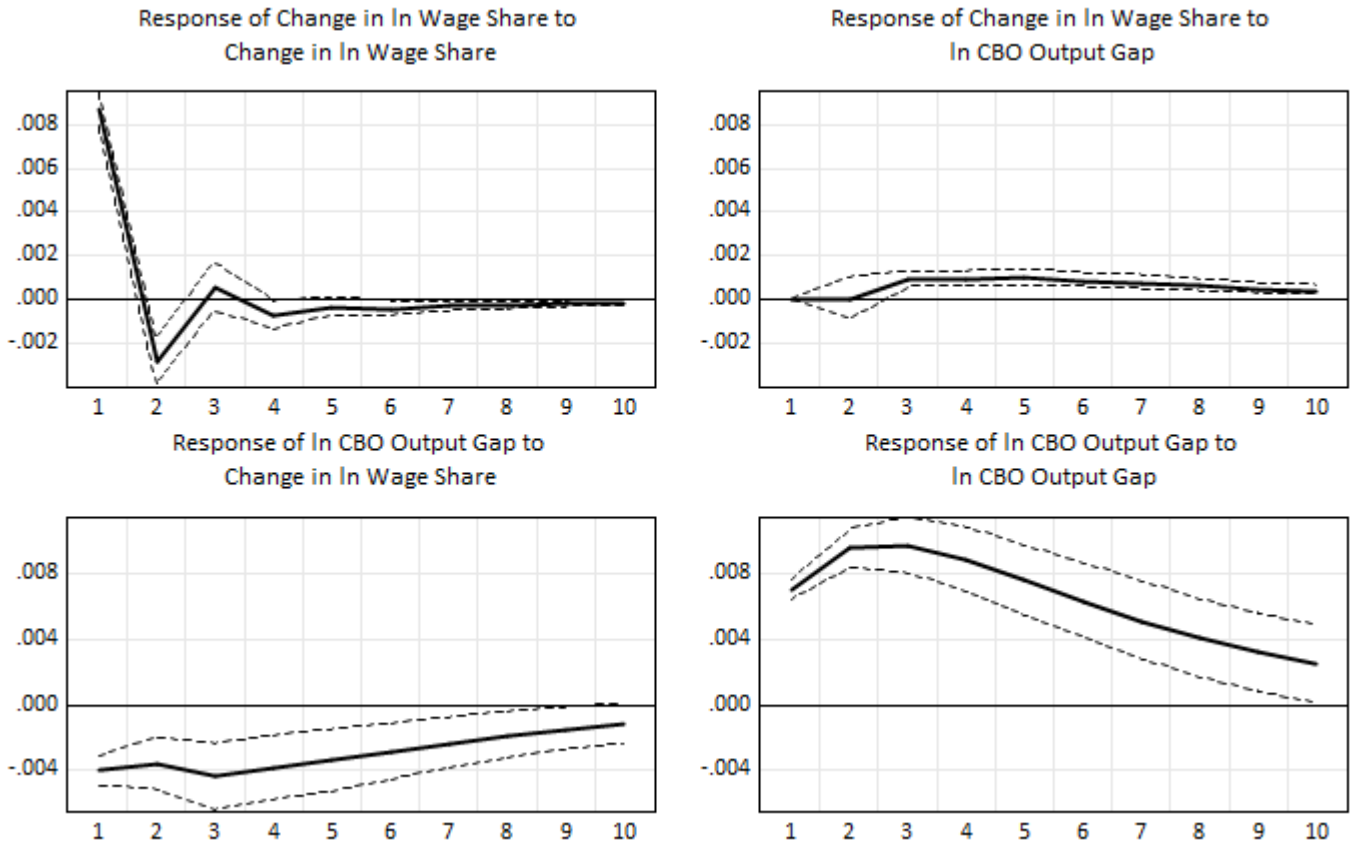 Response of Change in ln Wage Share to
Change in ln Wage Share
.008
.006
.004
.002
.000
-.002
1 2 3 4 5 6 7 8 9 10
Response of Change in ln Wage Share to
ln CBO Output Gap
.008
.006
.004
.002
.000
-.002
1 2 3 4 5 6 7 8 9 10
Response of ln CBO Output Gap to
Change in ln Wage Share
.008
.004
.000
-.004
1 2 3 4 5 6 7 8 9 10
Response of ln CBO Output Gap to
ln CBO Output Gap
.008
.004
.000
-.004
1 2 3 4 5 6 7 8 9 10